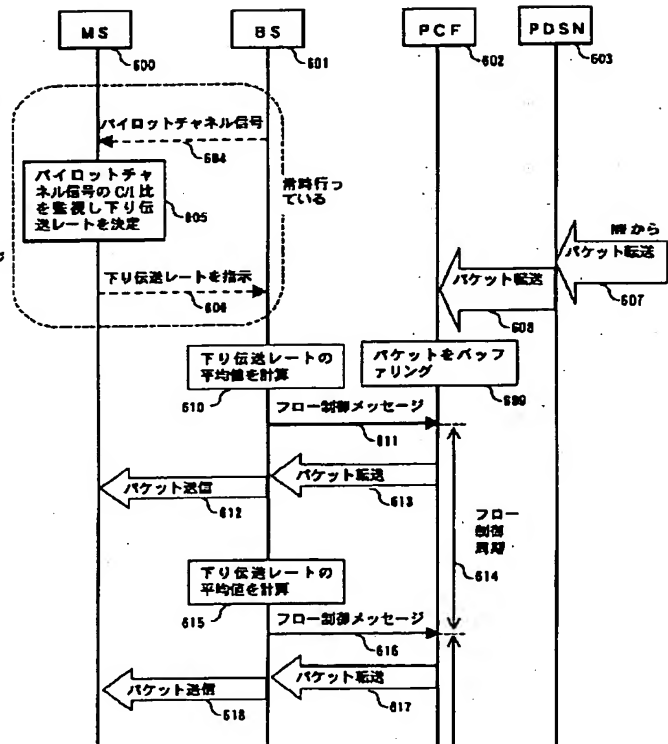 MS
BS
PCF
PDSN
600
601
602
603
パイロットチャネル信号
604
パイロットチャ
ネル信号の C/I 比
を監視し下り伝
送レートを決定
605
常時行っ
ている
下り伝送レートを指示
606
NWから
パケット転送
607
パケット転送
608
下り伝送レートの
平均値を計算
610
パケットをバッフ
ァリング
609
フロー制御メッセージ
611
パケット転送
613
パケット送信
612
フロー
制御
周期
614
下り伝送レートの
平均値を計算
615
フロー制御メッセージ
616
パケット転送
617
パケット送信
618